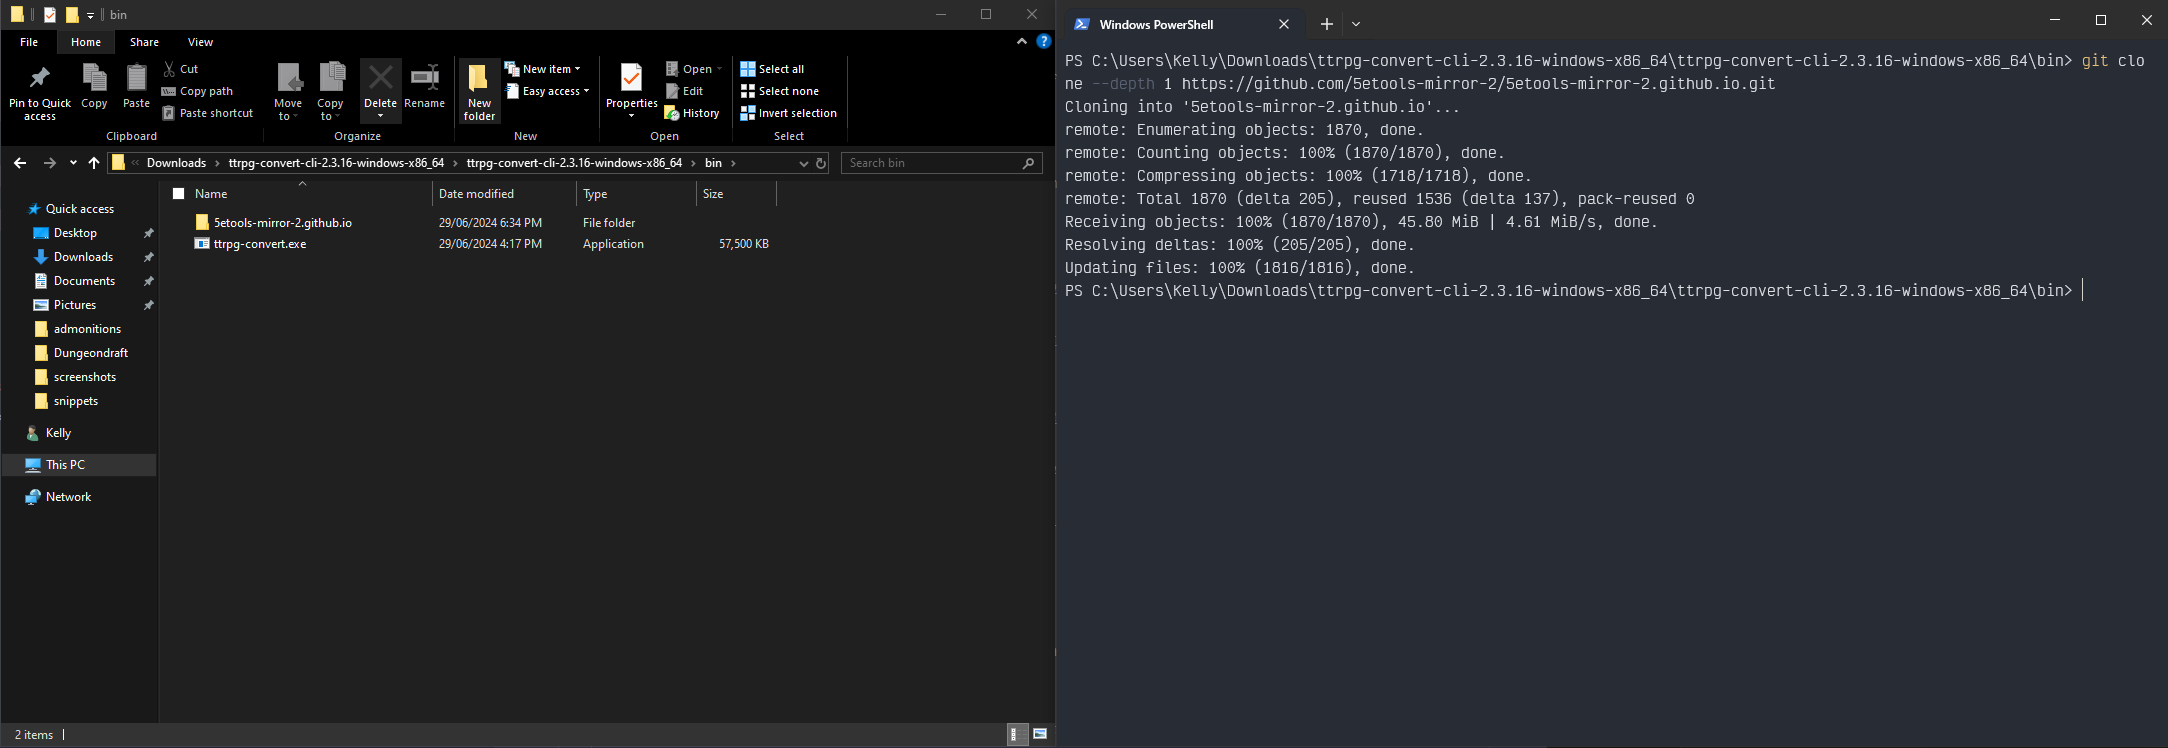 bin
File Home Share View
Pin to Quick access
Copy
Paste
Cut
Copy path
Paste shortcut
Clipboard
Move to
Copy to
Delete
Rename
Organize
New folder
New item
Easy access
New
Properties
Open
Edit
History
Open
Select all
Select none
Invert selection
Select
« Downloads > ttrpg-convert-cli-2.3.16-windows-x86_64 > ttrpg-convert-cli-2.3.16-windows-x86_64 > bin >
Search bin
Name Date modified Type Size
5etools-mirror-2.github.io 29/06/2024 6:34 PM File folder
ttrpg-convert.exe 29/06/2024 4:17 PM Application 57,500 KB
Quick access
Desktop
Downloads
Documents
Pictures
admonitions
Dungeondraft
screenshots
snippets
Kelly
This PC
Network
2 items
Windows PowerShell
PS C:\Users\Kelly\Downloads\ttrpg-convert-cli-2.3.16-windows-x86_64\ttrpg-convert-cli-2.3.16-windows-x86_64\bin> git clo
ne --depth 1 https://github.com/5etools-mirror-2/5etools-mirror-2.github.io.git
Cloning into '5etools-mirror-2.github.io'...
remote: Enumerating objects: 1870, done.
remote: Counting objects: 100% (1870/1870), done.
remote: Compressing objects: 100% (1718/1718), done.
remote: Total 1870 (delta 205), reused 1536 (delta 137), pack-reused 0
Receiving objects: 100% (1870/1870), 45.80 MiB | 4.61 MiB/s, done.
Resolving deltas: 100% (205/205), done.
Updating files: 100% (1816/1816), done.
PS C:\Users\Kelly\Downloads\ttrpg-convert-cli-2.3.16-windows-x86_64\ttrpg-convert-cli-2.3.16-windows-x86_64\bin>